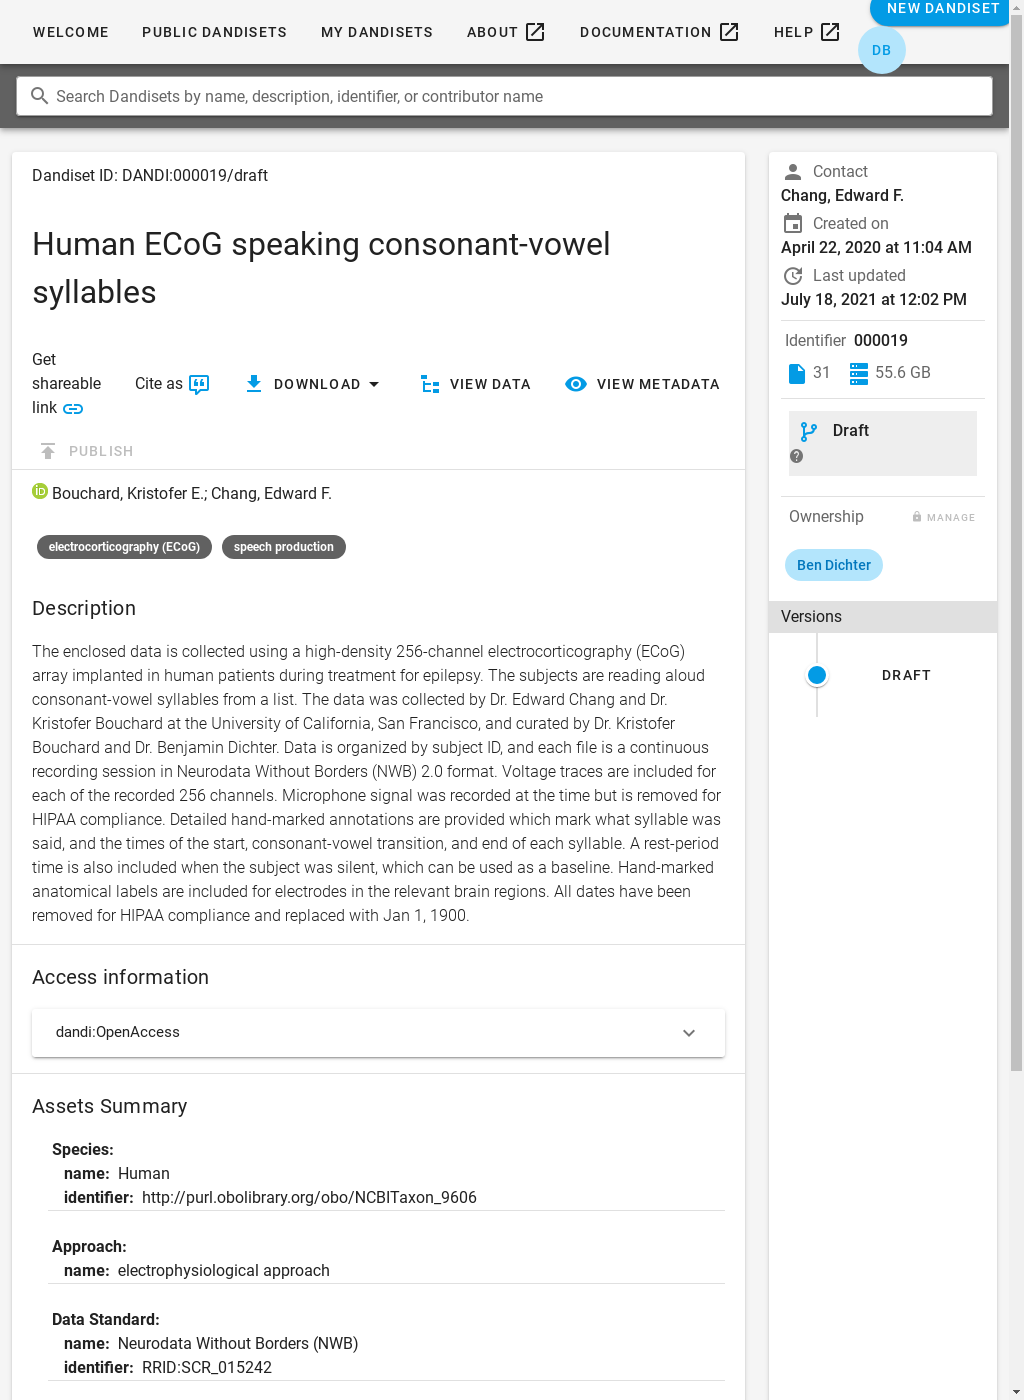 WELCOME PUBLIC DANDISETS MY DANDISETS ABOUT DOCUMENTATION HELP NEW DANDISET
DB
Search Dandisets by name, description, identifier, or contributor name
Dandiset ID: DANDI:000019/draft
Human ECoG speaking consonant-vowel
syllables
Get
shareable
link
Cite as
DOWNLOAD
VIEW DATA
VIEW METADATA
PUBLISH
iD Bouchard, Kristofer E.; Chang, Edward F.
electrocorticography (ECoG) speech production
Description
The enclosed data is collected using a high-density 256-channel electrocorticography (ECoG)
array implanted in human patients during treatment for epilepsy. The subjects are reading aloud
consonant-vowel syllables from a list. The data was collected by Dr. Edward Chang and Dr.
Kristofer Bouchard at the University of California, San Francisco, and curated by Dr. Kristofer
Bouchard and Dr. Benjamin Dichter. Data is organized by subject ID, and each file is a continuous
recording session in Neurodata Without Borders (NWB) 2.0 format. Voltage traces are included for
each of the recorded 256 channels. Microphone signal was recorded at the time but is removed for
HIPAA compliance. Detailed hand-marked annotations are provided which mark what syllable was
said, and the times of the start, consonant-vowel transition, and end of each syllable. A rest-period
time is also included when the subject was silent, which can be used as a baseline. Hand-marked
anatomical labels are included for electrodes in the relevant brain regions. All dates have been
removed for HIPAA compliance and replaced with Jan 1, 1900.
Access information
dandi:OpenAccess
Assets Summary
Species:
name: Human
identifier: http://purl.obolibrary.org/obo/NCBITaxon_9606
Approach:
name: electrophysiological approach
Data Standard:
name: Neurodata Without Borders (NWB)
identifier: RRID:SCR_015242
Contact
Chang, Edward F.
Created on
April 22, 2020 at 11:04 AM
Last updated
July 18, 2021 at 12:02 PM
Identifier 000019
31 55.6 GB
Draft
?
Ownership MANAGE
Ben Dichter
Versions
DRAFT